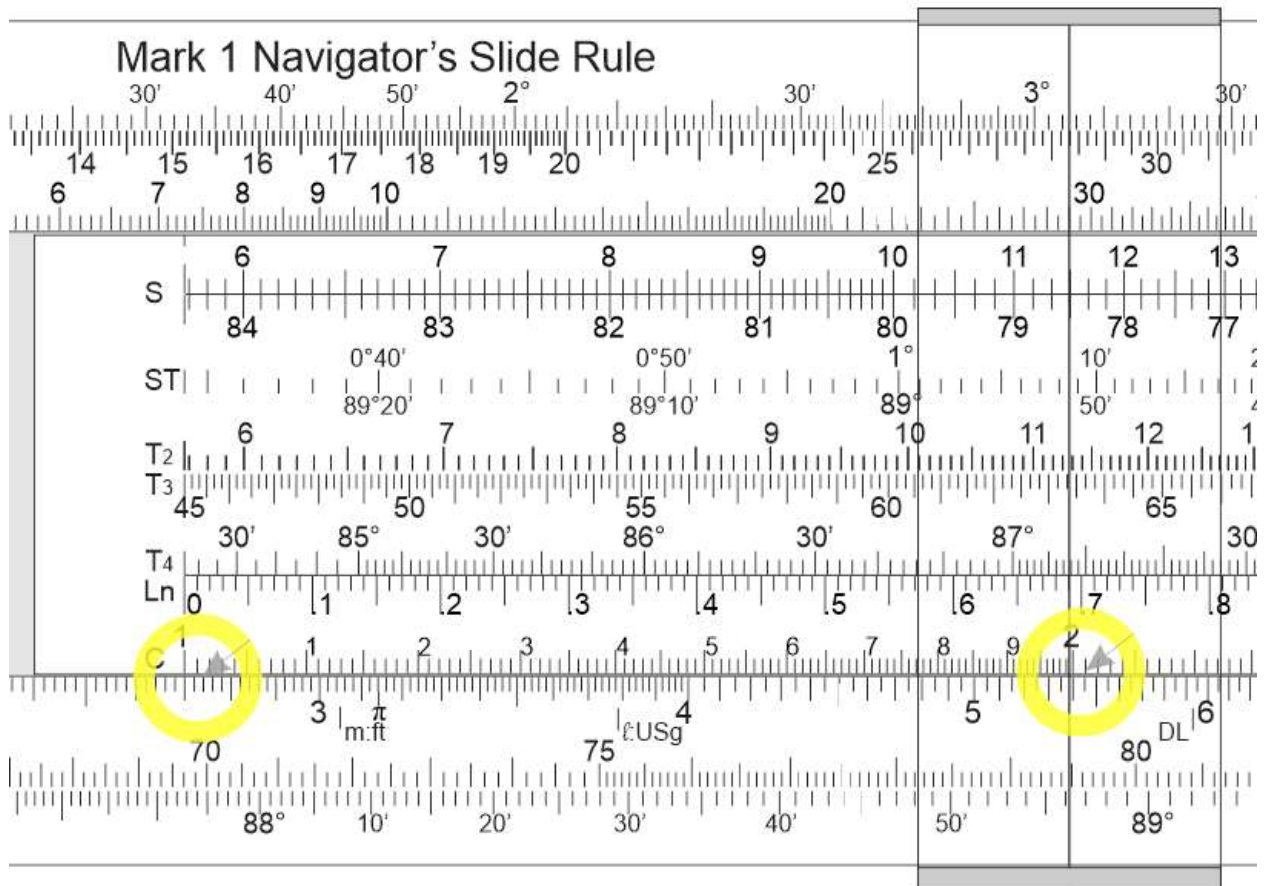 Mark 1 Navigator's Slide Rule
30' 40' 50' 2° 30' 3° 30'
14 15 16 17 18 19 20 25 30
6 7 8 9 10 20 30
6 7 8 9 10 11 12 13
S
84 83 82 81 80 79 78 77
0°40' 0°50' 1° 10' 2
ST
89°20' 89°10' 89° 50' 4
6 7 8 9 10 11 12 1
T2
T3
45 50 55 60 65
30' 85° 30' 86° 30' 87° 30
T4
Ln
0 .1 .2 .3 .4 .5 .6 .7 .8
1 1 2 3 4 5 6 7 8 9 2
C
3 π 4 5 6
m:ft ℓ:USg DL
70 75 80
88° 10' 20' 30' 40' 50' 89°